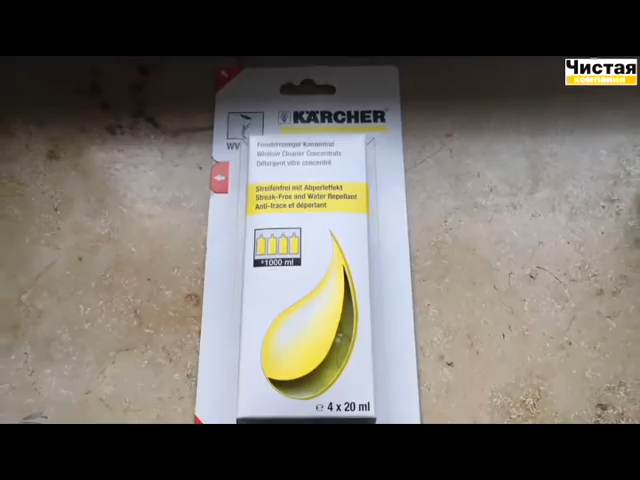 Чистая
компания
KÄRCHER
WV
Fensterreiniger Konzentrat
Window Cleaner Concentrate
Détergent vitre concentré
Streifenfrei mit Abperleffekt
Streak-Free and Water Repellant
Anti-trace et déperlant
*1000 ml
℮ 4 x 20 ml